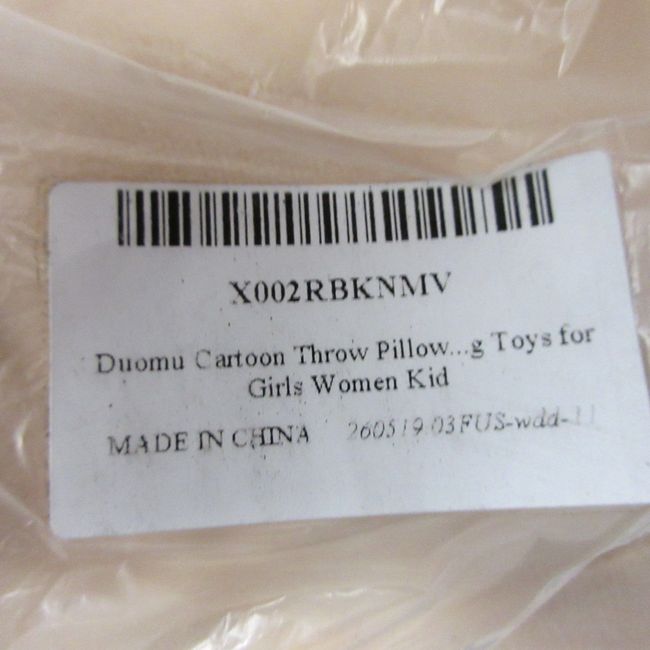 X002RBKNMV
Duomu Cartoon Throw Pillow...g Toys for
Girls Women Kid
MADE IN CHINA 260519.03FUS-wdd-11